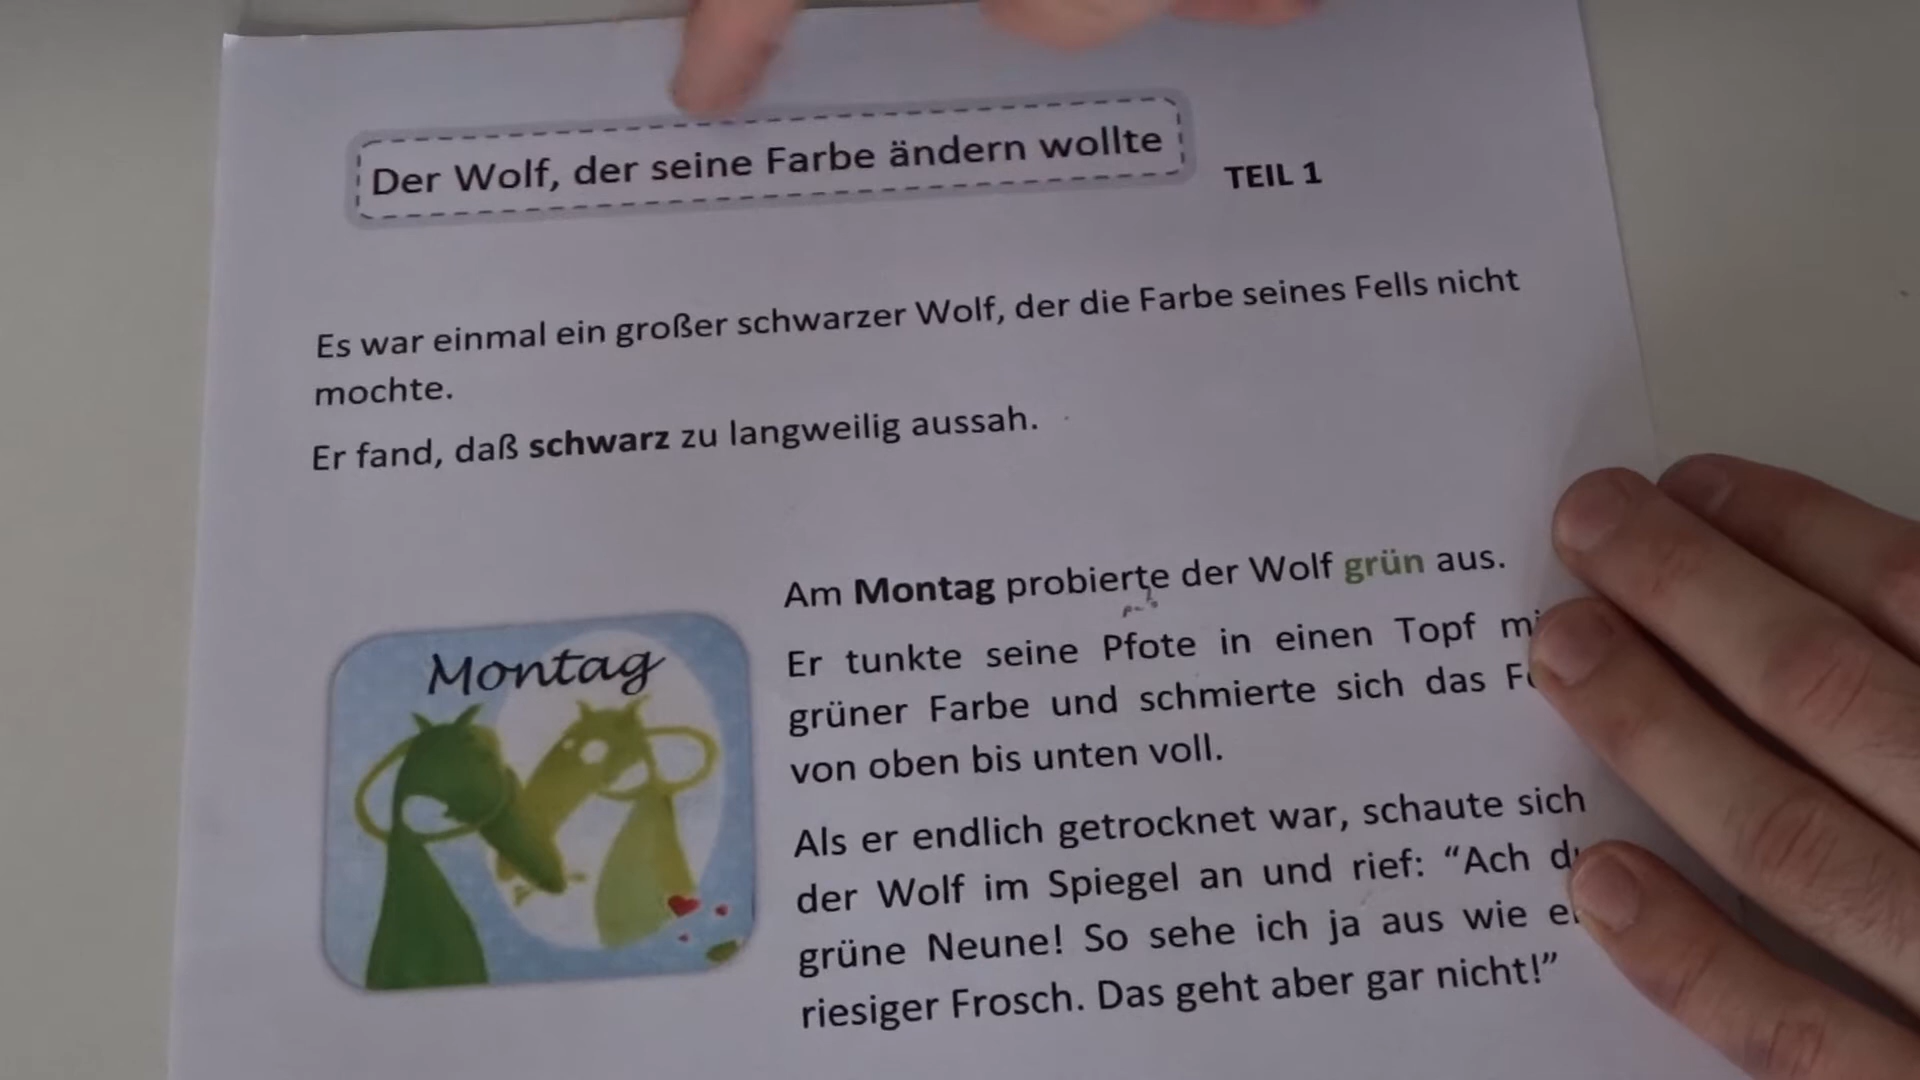 Der Wolf, der seine Farbe ändern wollte
TEIL 1
Es war einmal ein großer schwarzer Wolf, der die Farbe seines Fells nicht
mochte.
Er fand, daß schwarz zu langweilig aussah.
Montag
Am Montag probierte der Wolf grün aus.
Er tunkte seine Pfote in einen Topf
grüner Farbe und schmierte sich das
von oben bis unten voll.
Als er endlich getrocknet war, schaute sich
der Wolf im Spiegel an und rief: “Ach
grüne Neune! So sehe ich ja aus wie
riesiger Frosch. Das geht aber gar nicht!”